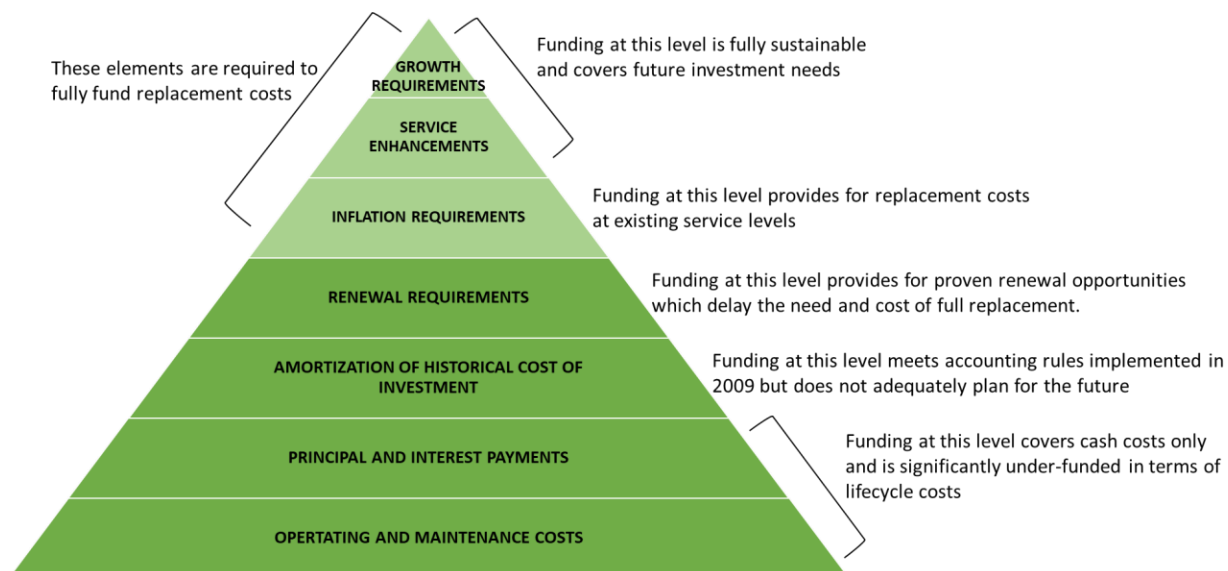 These elements are required to
fully fund replacement costs
GROWTH
REQUIREMENTS
Funding at this level is fully sustainable
and covers future investment needs
SERVICE
ENHANCEMENTS
INFLATION REQUIREMENTS
Funding at this level provides for replacement costs
at existing service levels
RENEWAL REQUIREMENTS
Funding at this level provides for proven renewal opportunities
which delay the need and cost of full replacement.
AMORTIZATION OF HISTORICAL COST OF
INVESTMENT
Funding at this level meets accounting rules implemented in
2009 but does not adequately plan for the future
PRINCIPAL AND INTEREST PAYMENTS
Funding at this level covers cash costs only
and is significantly under-funded in terms of
lifecycle costs
OPERTATING AND MAINTENANCE COSTS